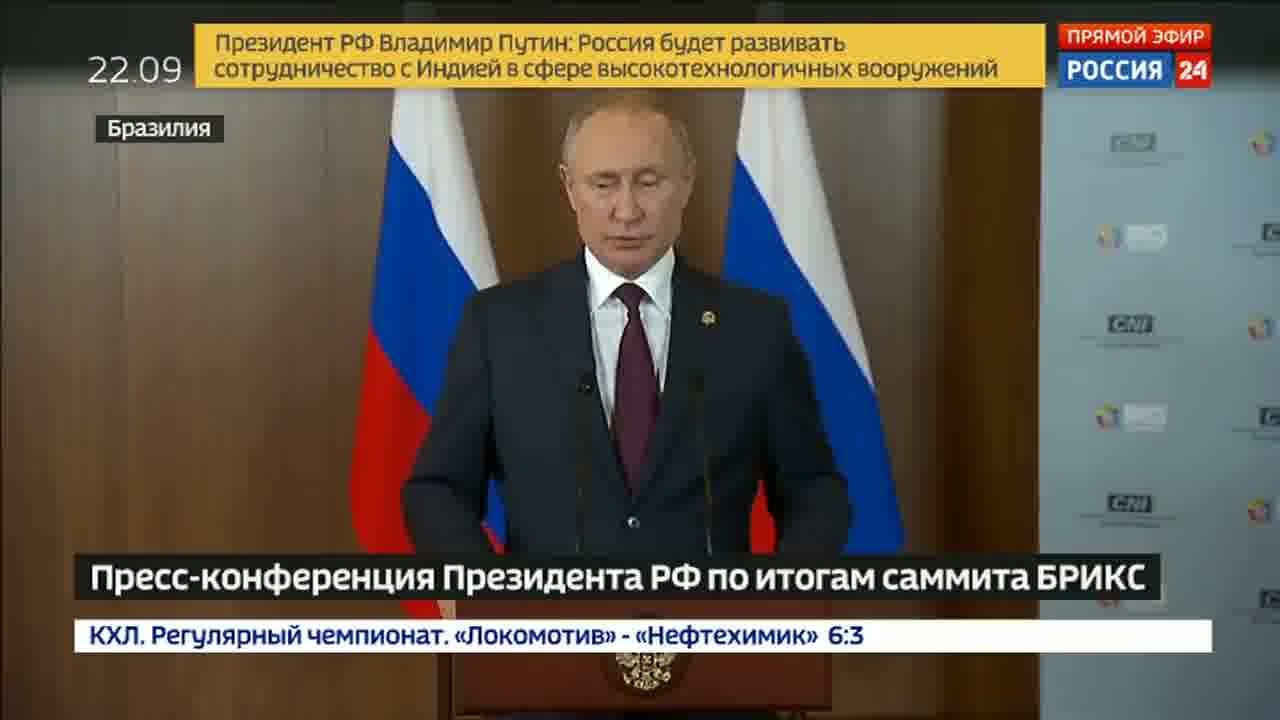 22.09
Президент РФ Владимир Путин: Россия будет развивать
сотрудничество с Индией в сфере высокотехнологичных вооружений
ПРЯМОЙ ЭФИР
РОССИЯ 24
Бразилия
CNI
CNI
CNI
Пресс-конференция Президента РФ по итогам саммита БРИКС
КХЛ. Регулярный чемпионат. «Локомотив» - «Нефтехимик» 6:3